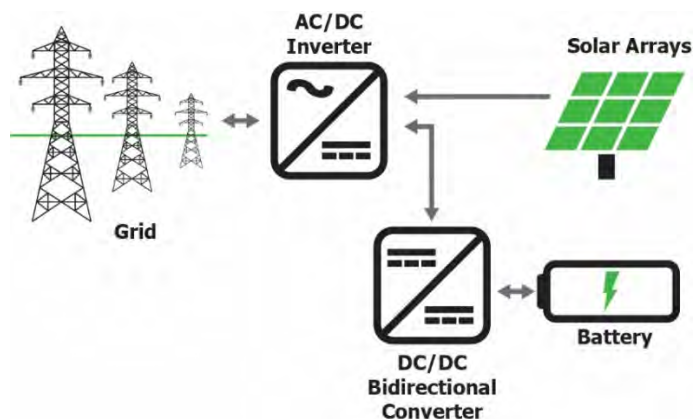 AC/DC
Inverter
Solar Arrays
Grid
Battery
DC/DC
Bidirectional
Converter